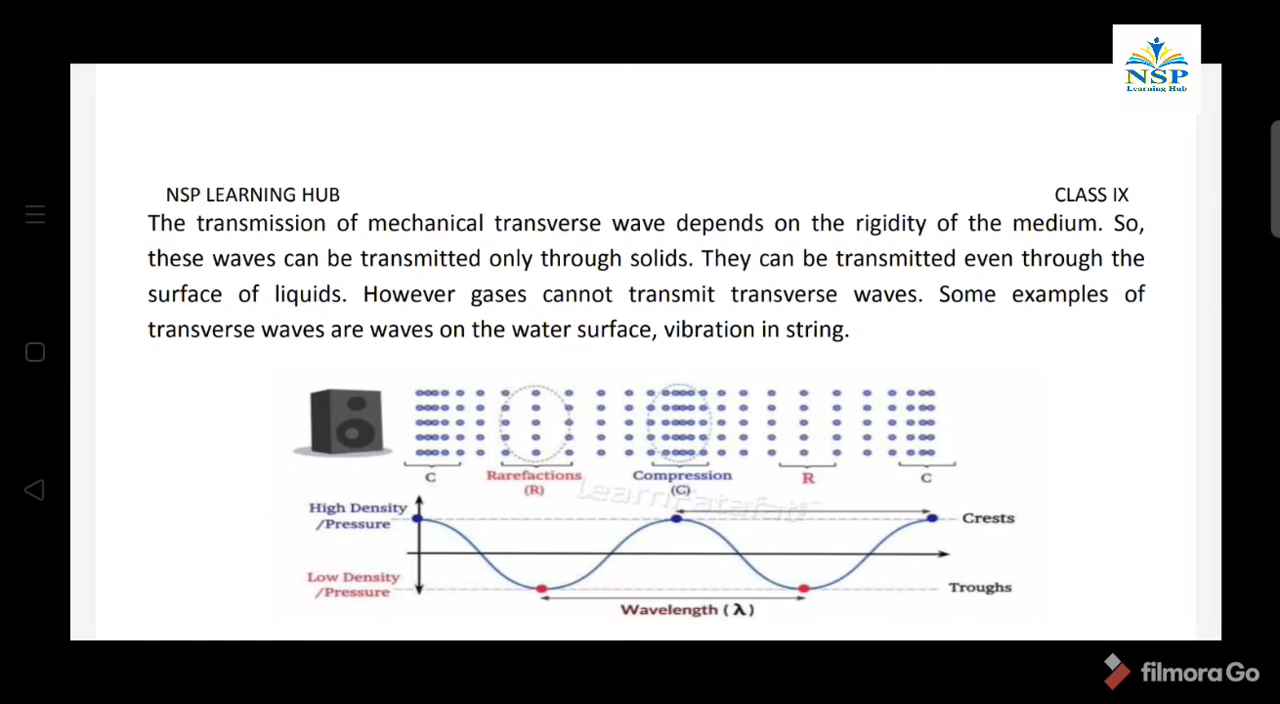 NSP
Learning Hub
NSP LEARNING HUB CLASS IX
The transmission of mechanical transverse wave depends on the rigidity of the medium. So,
these waves can be transmitted only through solids. They can be transmitted even through the
surface of liquids. However gases cannot transmit transverse waves. Some examples of
transverse waves are waves on the water surface, vibration in string.
C Rarefactions (R) Compression (C) R C
LearnFatafat
High Density
/Pressure
Crests
Low Density
/Pressure
Troughs
Wavelength (λ)
filmora Go